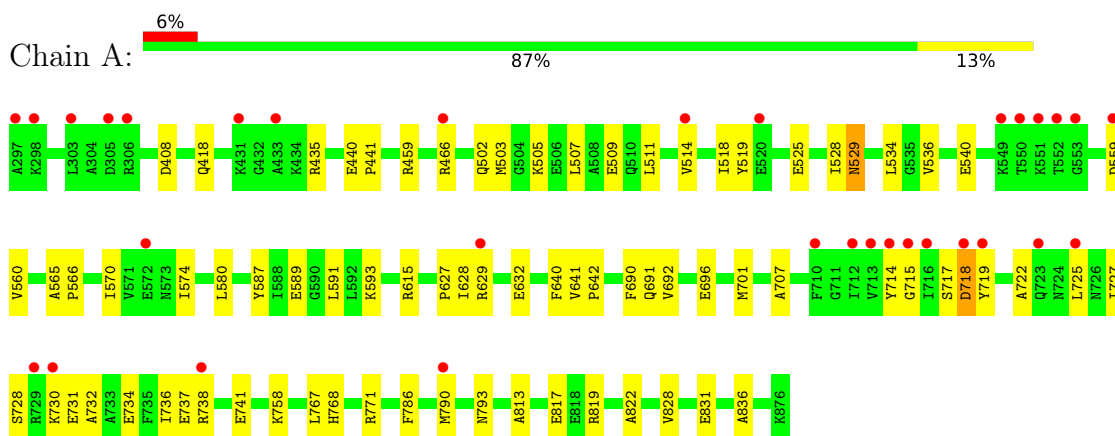 6%
Chain A:
87% 13%
A297 K298 L303 A304 D305 R306 D408 Q418 K431 G432 A433 K434 R435 E440 P441 R459 R466 Q502 M503 G504 K505 E506 L507 A508 E509 Q510 L511 V514 I518 Y519 E520 E525 I528 N529 L534 G535 V536 E540 K549 T550 K551 T552 G553 D559
V560 A565 P566 I570 V571 E572 N573 I574 L580 Y587 I588 E589 G590 L591 L592 K593 R615 P627 I628 R629 E632 F640 V641 P642 F690 Q691 V692 E696 M701 A707 F710 G711 I712 V713 Y714 G715 I716 S717 D718 Y719 A722 Q723 N724 L725 N726 I727
S728 R729 K730 E731 A732 A733 E734 F735 I736 E737 R738 E741 K758 L767 H768 R771 F786 M790 N793 A813 E817 E818 R819 A822 V828 E831 A836 K876